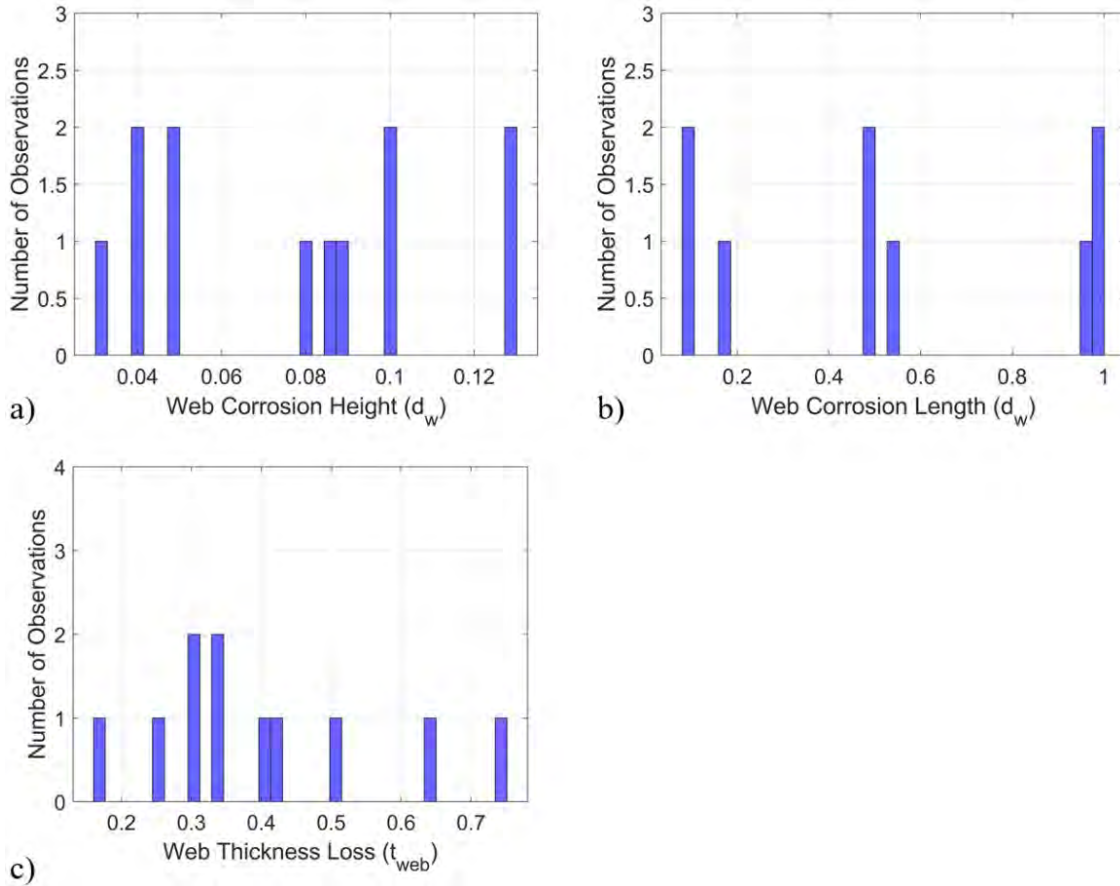 3
2.5
2
1.5
1
0.5
0
Number of Observations
0.04 0.06 0.08 0.1 0.12
Web Corrosion Height (d_w)
a)
3
2.5
2
1.5
1
0.5
0
Number of Observations
0.2 0.4 0.6 0.8 1
Web Corrosion Length (d_w)
b)
4
3
2
1
0
Number of Observations
0.2 0.3 0.4 0.5 0.6 0.7
Web Thickness Loss (t_web)
c)